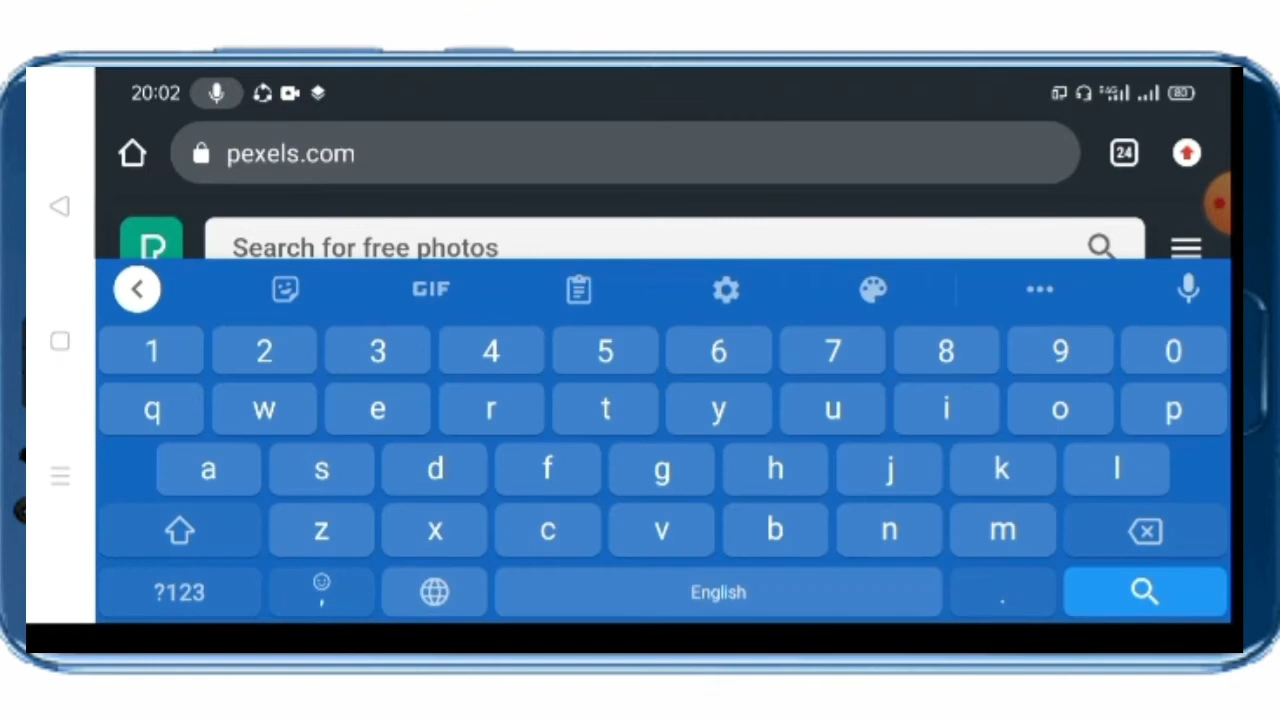 20:02 80
pexels.com 24
Search for free photos
GIF
1 2 3 4 5 6 7 8 9 0
q w e r t y u i o p
a s d f g h j k l
z x c v b n m
?123 , English .